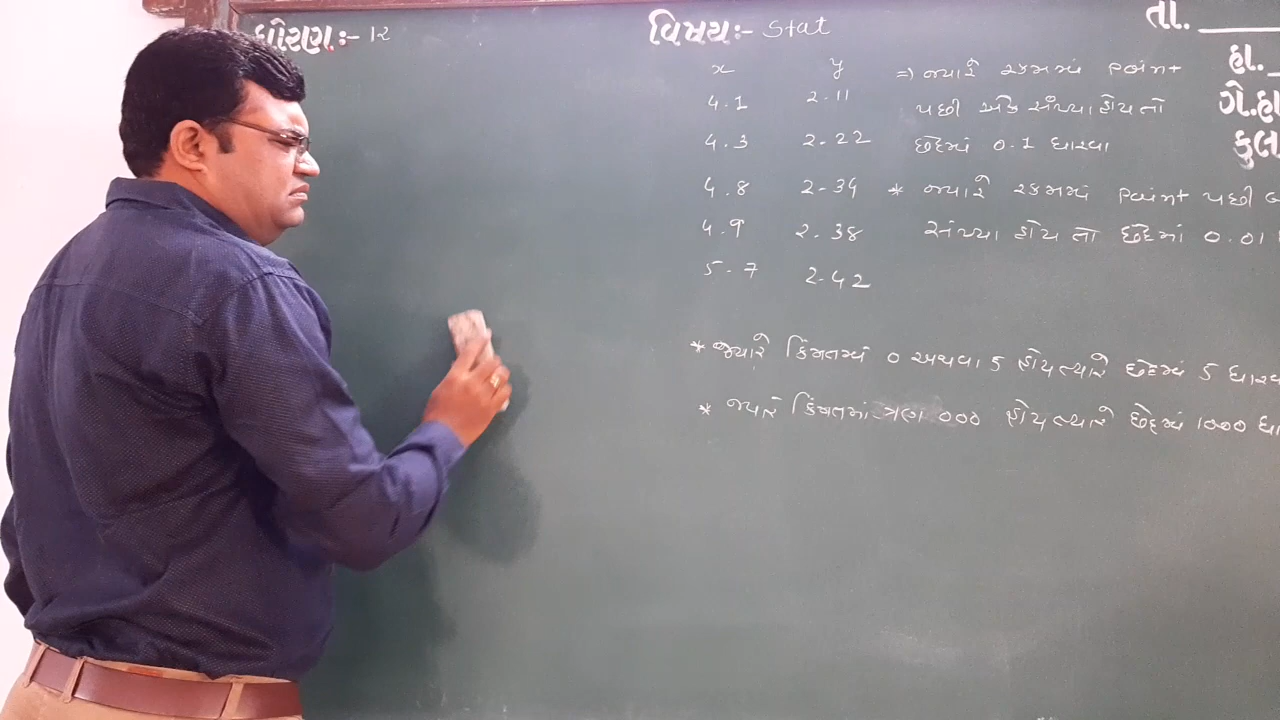 ધોરણઃ- ૧૨
વિષયઃ- Stat
તા.
હા.
ગે.હા
કુલ
x y
4.1 2.11
4.3 2.22
4.8 2.34
4.9 2.38
5.7 2.42
⇒ જ્યારે રકમમાં point
પછી એક સંખ્યા હોય તો
છેદમાં 0.1 ધારવા
* જ્યારે રકમમાં point પછી
સંખ્યા હોય તો છેદમાં 0.01
* જ્યારે કિંમતમાં 0 અથવા 5 હોય ત્યારે છેદમાં 5
* જ્યારે કિંમતમાં ત્રણ 000 હોય ત્યારે છેદમાં 1000